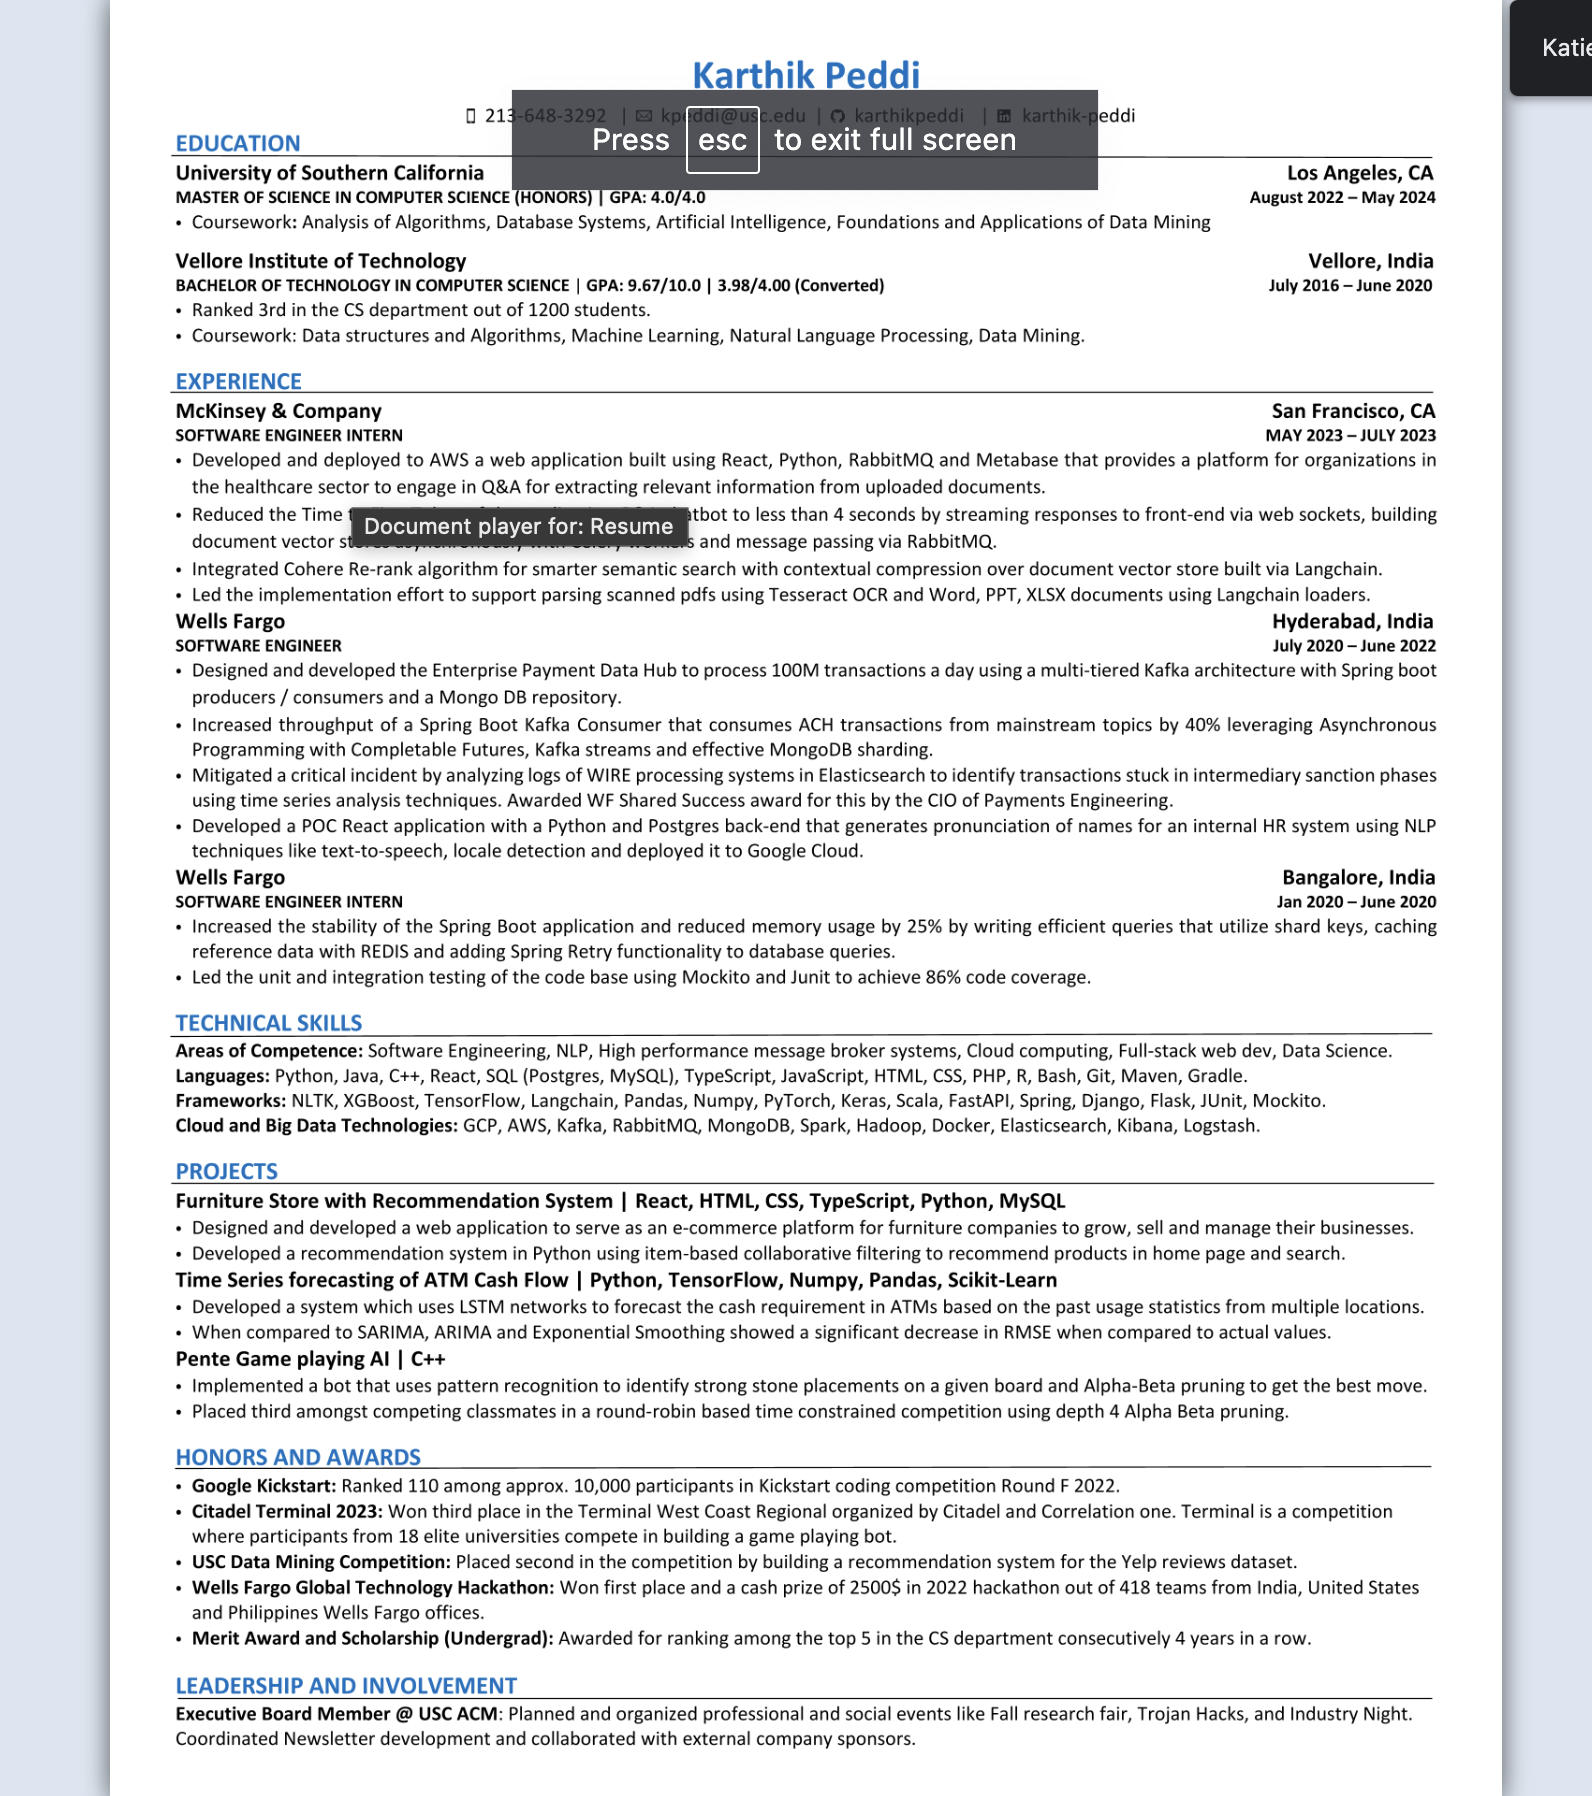 Karthik Peddi
Katie
213-648-3292 | kpeddi@usc.edu | karthikpeddi | karthik-peddi
Press esc to exit full screen
EDUCATION
University of Southern California Los Angeles, CA
MASTER OF SCIENCE IN COMPUTER SCIENCE (HONORS) | GPA: 4.0/4.0 August 2022 – May 2024
• Coursework: Analysis of Algorithms, Database Systems, Artificial Intelligence, Foundations and Applications of Data Mining
Vellore Institute of Technology Vellore, India
BACHELOR OF TECHNOLOGY IN COMPUTER SCIENCE | GPA: 9.67/10.0 | 3.98/4.00 (Converted) July 2016 – June 2020
• Ranked 3rd in the CS department out of 1200 students.
• Coursework: Data structures and Algorithms, Machine Learning, Natural Language Processing, Data Mining.
EXPERIENCE
McKinsey & Company San Francisco, CA
SOFTWARE ENGINEER INTERN MAY 2023 – JULY 2023
• Developed and deployed to AWS a web application built using React, Python, RabbitMQ and Metabase that provides a platform for organizations in
the healthcare sector to engage in Q&A for extracting relevant information from uploaded documents.
• Reduced the Time to less than 4 seconds by streaming responses to front-end via web sockets, building
Document player for: Resume
document vector and message passing via RabbitMQ.
• Integrated Cohere Re-rank algorithm for smarter semantic search with contextual compression over document vector store built via Langchain.
• Led the implementation effort to support parsing scanned pdfs using Tesseract OCR and Word, PPT, XLSX documents using Langchain loaders.
Wells Fargo Hyderabad, India
SOFTWARE ENGINEER July 2020 – June 2022
• Designed and developed the Enterprise Payment Data Hub to process 100M transactions a day using a multi-tiered Kafka architecture with Spring boot
producers / consumers and a Mongo DB repository.
• Increased throughput of a Spring Boot Kafka Consumer that consumes ACH transactions from mainstream topics by 40% leveraging Asynchronous
Programming with Completable Futures, Kafka streams and effective MongoDB sharding.
• Mitigated a critical incident by analyzing logs of WIRE processing systems in Elasticsearch to identify transactions stuck in intermediary sanction phases
using time series analysis techniques. Awarded WF Shared Success award for this by the CIO of Payments Engineering.
• Developed a POC React application with a Python and Postgres back-end that generates pronunciation of names for an internal HR system using NLP
techniques like text-to-speech, locale detection and deployed it to Google Cloud.
Wells Fargo Bangalore, India
SOFTWARE ENGINEER INTERN Jan 2020 – June 2020
• Increased the stability of the Spring Boot application and reduced memory usage by 25% by writing efficient queries that utilize shard keys, caching
reference data with REDIS and adding Spring Retry functionality to database queries.
• Led the unit and integration testing of the code base using Mockito and Junit to achieve 86% code coverage.
TECHNICAL SKILLS
Areas of Competence: Software Engineering, NLP, High performance message broker systems, Cloud computing, Full-stack web dev, Data Science.
Languages: Python, Java, C++, React, SQL (Postgres, MySQL), TypeScript, JavaScript, HTML, CSS, PHP, R, Bash, Git, Maven, Gradle.
Frameworks: NLTK, XGBoost, TensorFlow, Langchain, Pandas, Numpy, PyTorch, Keras, Scala, FastAPI, Spring, Django, Flask, JUnit, Mockito.
Cloud and Big Data Technologies: GCP, AWS, Kafka, RabbitMQ, MongoDB, Spark, Hadoop, Docker, Elasticsearch, Kibana, Logstash.
PROJECTS
Furniture Store with Recommendation System | React, HTML, CSS, TypeScript, Python, MySQL
• Designed and developed a web application to serve as an e-commerce platform for furniture companies to grow, sell and manage their businesses.
• Developed a recommendation system in Python using item-based collaborative filtering to recommend products in home page and search.
Time Series forecasting of ATM Cash Flow | Python, TensorFlow, Numpy, Pandas, Scikit-Learn
• Developed a system which uses LSTM networks to forecast the cash requirement in ATMs based on the past usage statistics from multiple locations.
• When compared to SARIMA, ARIMA and Exponential Smoothing showed a significant decrease in RMSE when compared to actual values.
Pente Game playing AI | C++
• Implemented a bot that uses pattern recognition to identify strong stone placements on a given board and Alpha-Beta pruning to get the best move.
• Placed third amongst competing classmates in a round-robin based time constrained competition using depth 4 Alpha Beta pruning.
HONORS AND AWARDS
• Google Kickstart: Ranked 110 among approx. 10,000 participants in Kickstart coding competition Round F 2022.
• Citadel Terminal 2023: Won third place in the Terminal West Coast Regional organized by Citadel and Correlation one. Terminal is a competition
where participants from 18 elite universities compete in building a game playing bot.
• USC Data Mining Competition: Placed second in the competition by building a recommendation system for the Yelp reviews dataset.
• Wells Fargo Global Technology Hackathon: Won first place and a cash prize of 2500$ in 2022 hackathon out of 418 teams from India, United States
and Philippines Wells Fargo offices.
• Merit Award and Scholarship (Undergrad): Awarded for ranking among the top 5 in the CS department consecutively 4 years in a row.
LEADERSHIP AND INVOLVEMENT
Executive Board Member @ USC ACM: Planned and organized professional and social events like Fall research fair, Trojan Hacks, and Industry Night.
Coordinated Newsletter development and collaborated with external company sponsors.